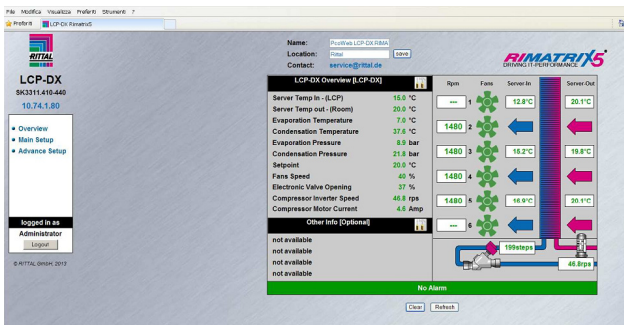 File Modifica Visualizza Preferiti Strumenti ?
Preferiti LCP-DX Rimatrix5
RITTAL
LCP-DX
SK3311.410-440
10.74.1.80
Overview
Main Setup
Advance Setup
logged in as
Administrator
Logout
© RITTAL GmbH, 2013
Name: PcoWeb LCP-DX RIMA
Location: Rittal save
Contact: service@rittal.de
RIMATRIX5
DRIVING IT-PERFORMANCE
LCP-DX Overview [LCP-DX]
Server Temp In - (LCP) 15.0 °C
Server Temp out - (Room) 20.0 °C
Evaporation Temperature 7.0 °C
Condensation Temperature 37.6 °C
Evaporation Pressure 8.9 bar
Condensation Pressure 21.8 bar
Setpoint 20.0 °C
Fans Speed 40 %
Electronic Valve Opening 37 %
Compressor Inverter Speed 46.8 rps
Compressor Motor Current 4.6 Amp
Other Info [Optional]
not available
not available
not available
not available
Rpm Fans Server-In Server-Out
--- 1 12.8°C 20.1°C
1480 2
1480 3 15.2°C 19.8°C
1480 4
1480 5 16.9°C 20.1°C
--- 6
199steps
46.8rps
No Alarm
Clear Refresh